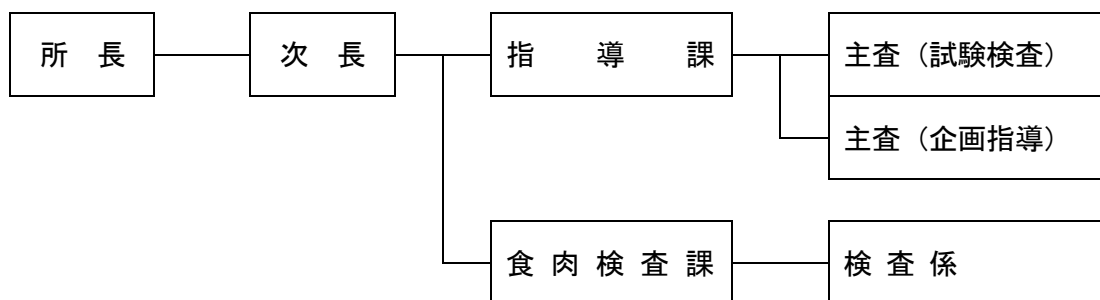 所長 次長 指導課 主査（試験検査）
主査（企画指導）
食肉検査課 検査係